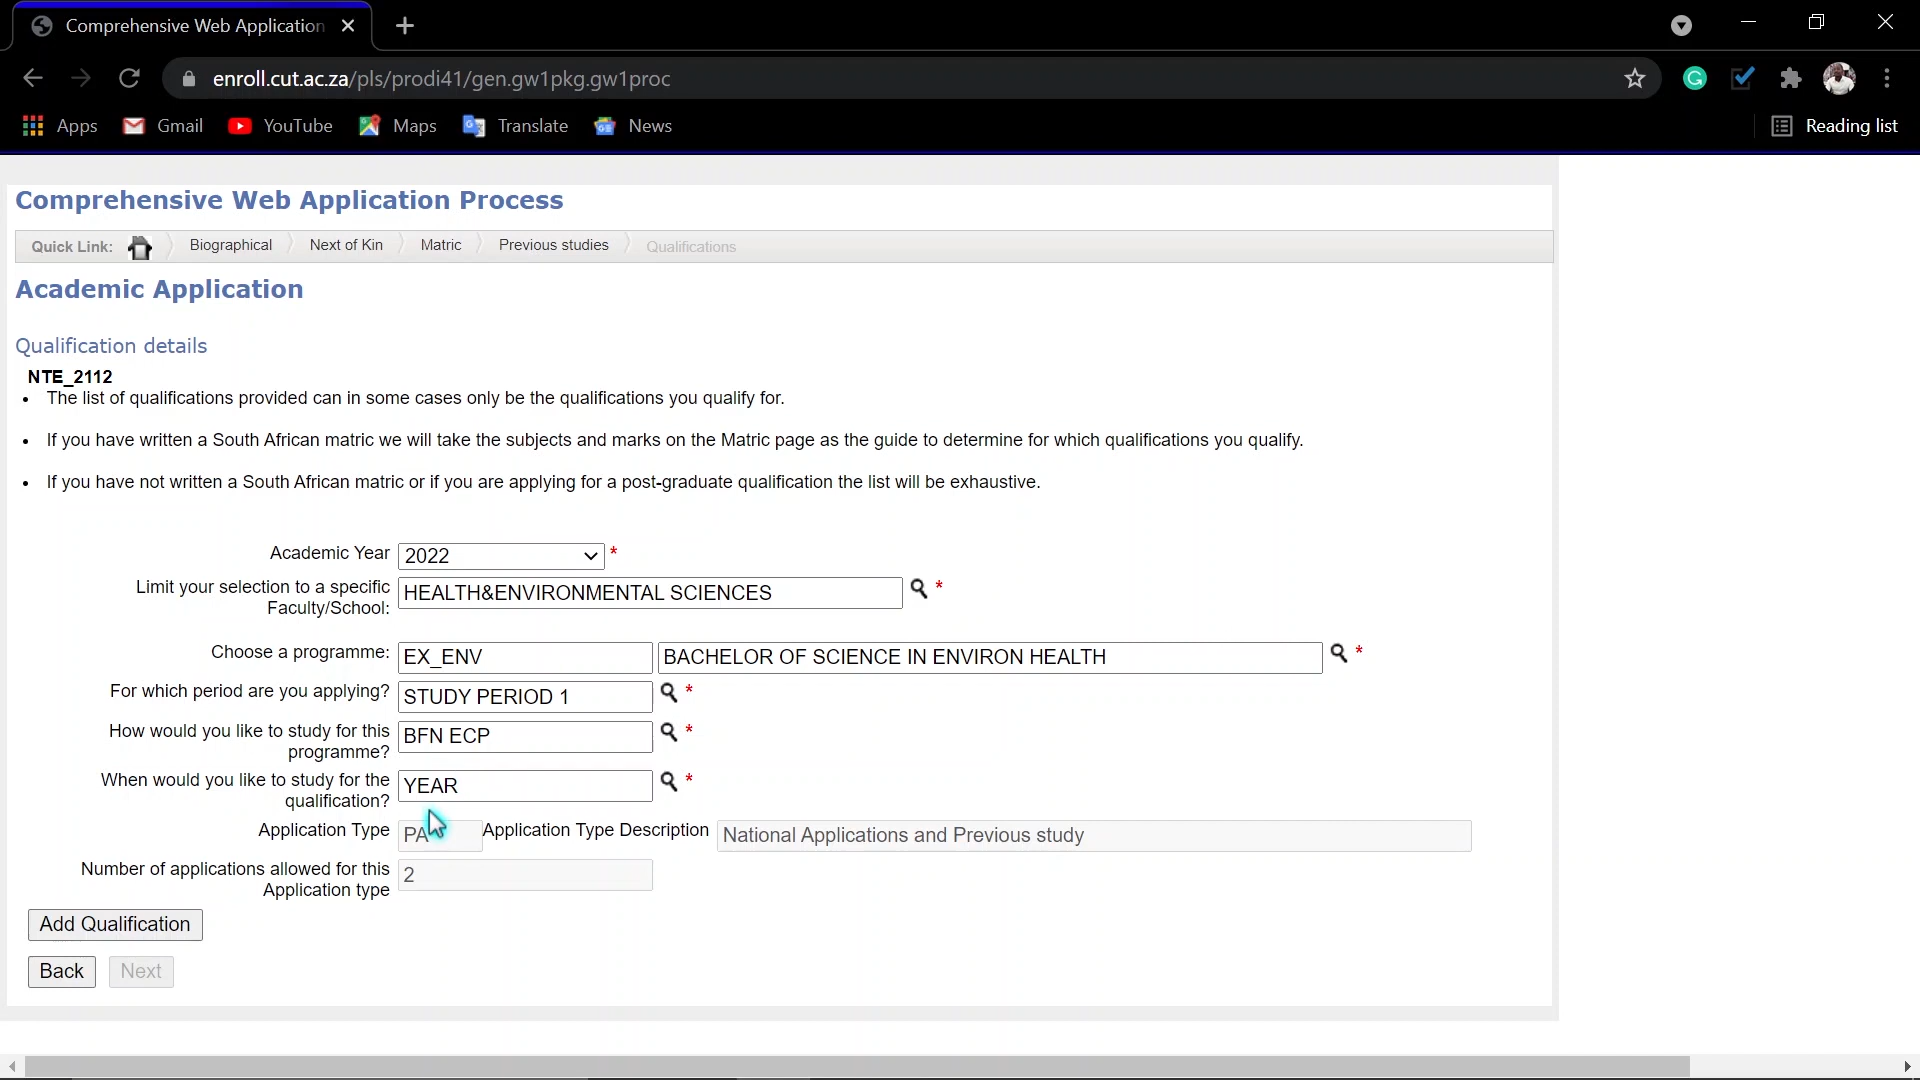 Comprehensive Web Application
enroll.cut.ac.za/pls/prodi41/gen.gw1pkg.gw1proc
Apps Gmail YouTube Maps Translate News Reading list
Comprehensive Web Application Process
Quick Link: Biographical Next of Kin Matric Previous studies Qualifications
Academic Application
Qualification details
NTE_2112
• The list of qualifications provided can in some cases only be the qualifications you qualify for.
• If you have written a South African matric we will take the subjects and marks on the Matric page as the guide to determine for which qualifications you qualify.
• If you have not written a South African matric or if you are applying for a post-graduate qualification the list will be exhaustive.
Academic Year 2022 *
Limit your selection to a specific
Faculty/School: HEALTH&ENVIRONMENTAL SCIENCES *
Choose a programme: EX_ENV BACHELOR OF SCIENCE IN ENVIRON HEALTH *
For which period are you applying? STUDY PERIOD 1 *
How would you like to study for this
programme? BFN ECP *
When would you like to study for the
qualification? YEAR *
Application Type PA Application Type Description National Applications and Previous study
Number of applications allowed for this
Application type 2
Add Qualification
Back Next